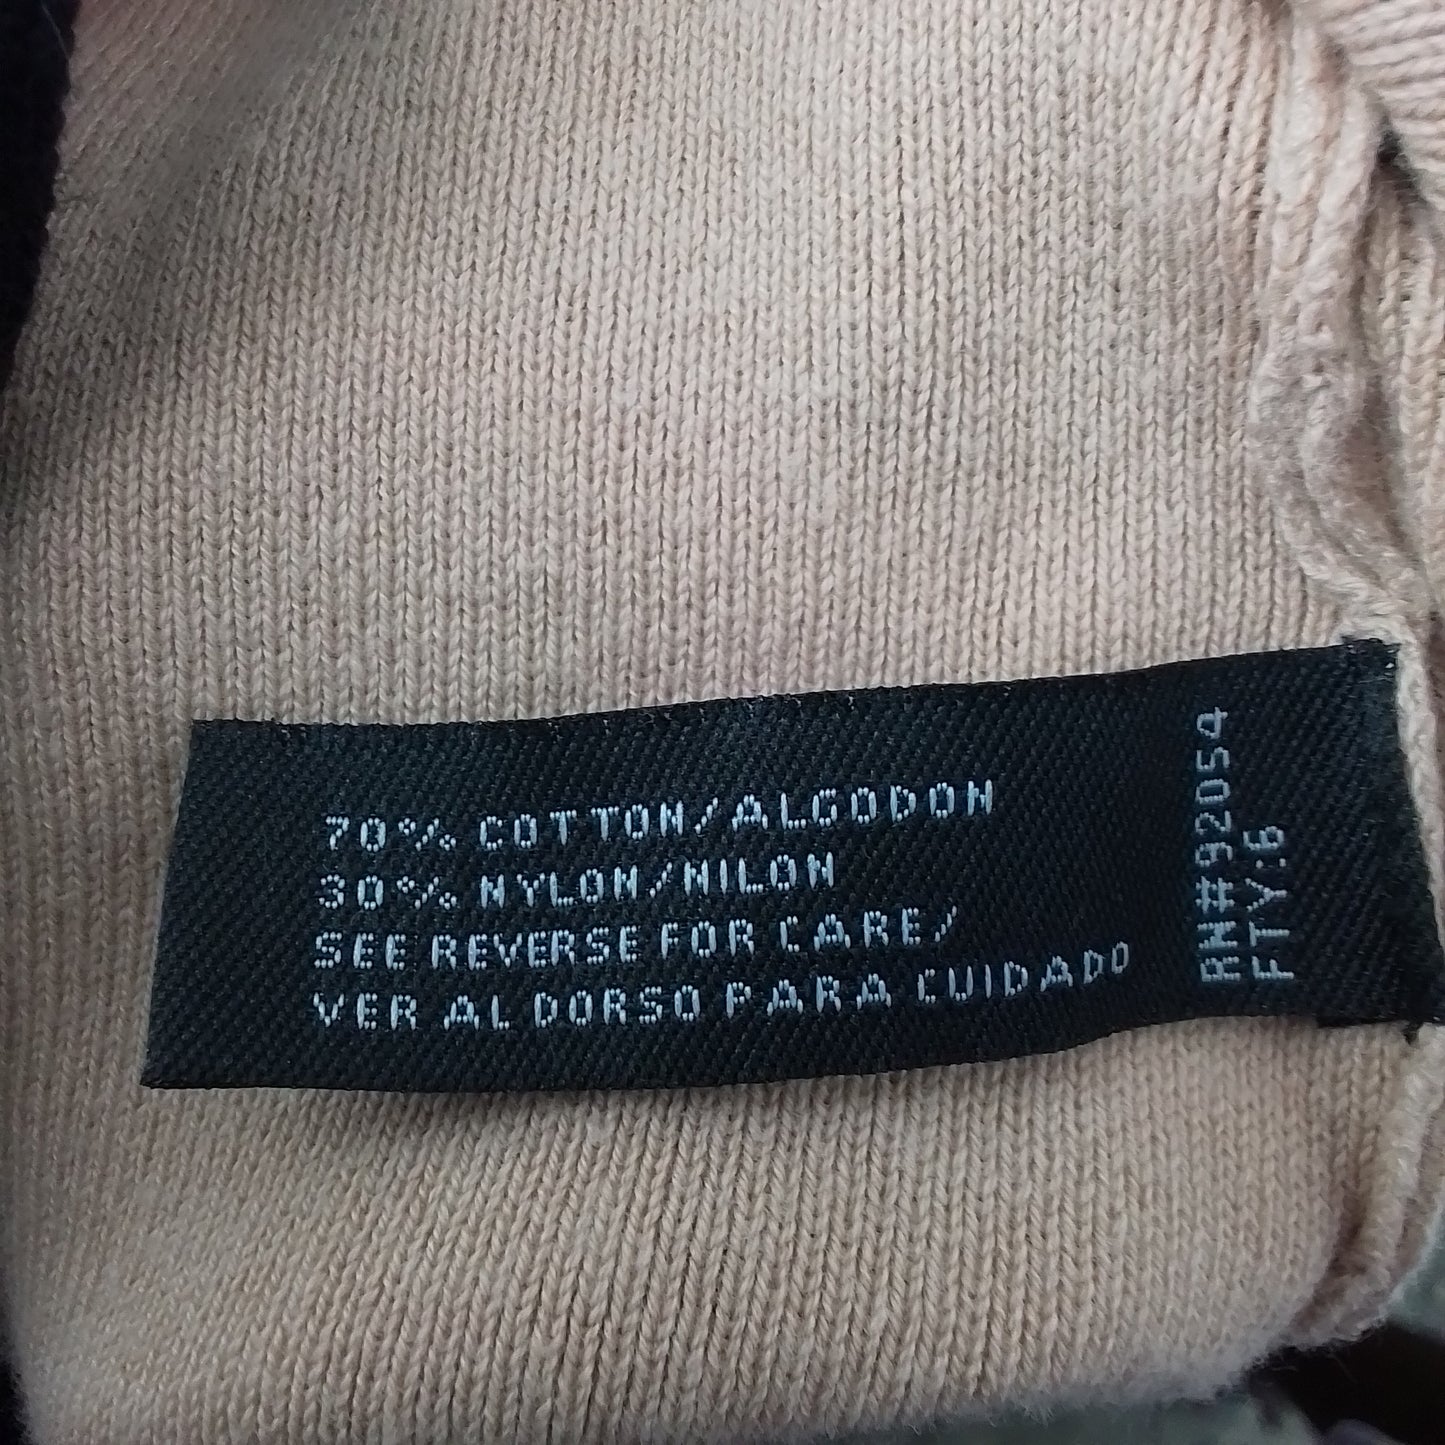 70% COTTON/ALGODON
30% NYLON/NILON
SEE REVERSE FOR CARE/
VER AL DORSO PARA CUIDADO
RN#92054
FTY:6